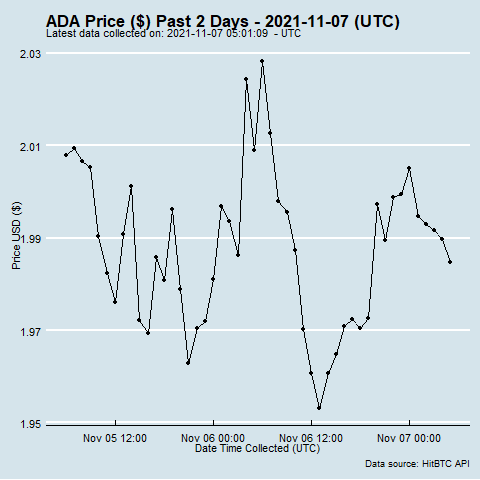 ADA Price ($) Past 2 Days - 2021-11-07 (UTC)
Latest data collected on: 2021-11-07 05:01:09 - UTC
2.03
2.01
1.99
1.97
1.95
Price USD ($)
Nov 05 12:00 Nov 06 00:00 Nov 06 12:00 Nov 07 00:00
Date Time Collected (UTC)
Data source: HitBTC API